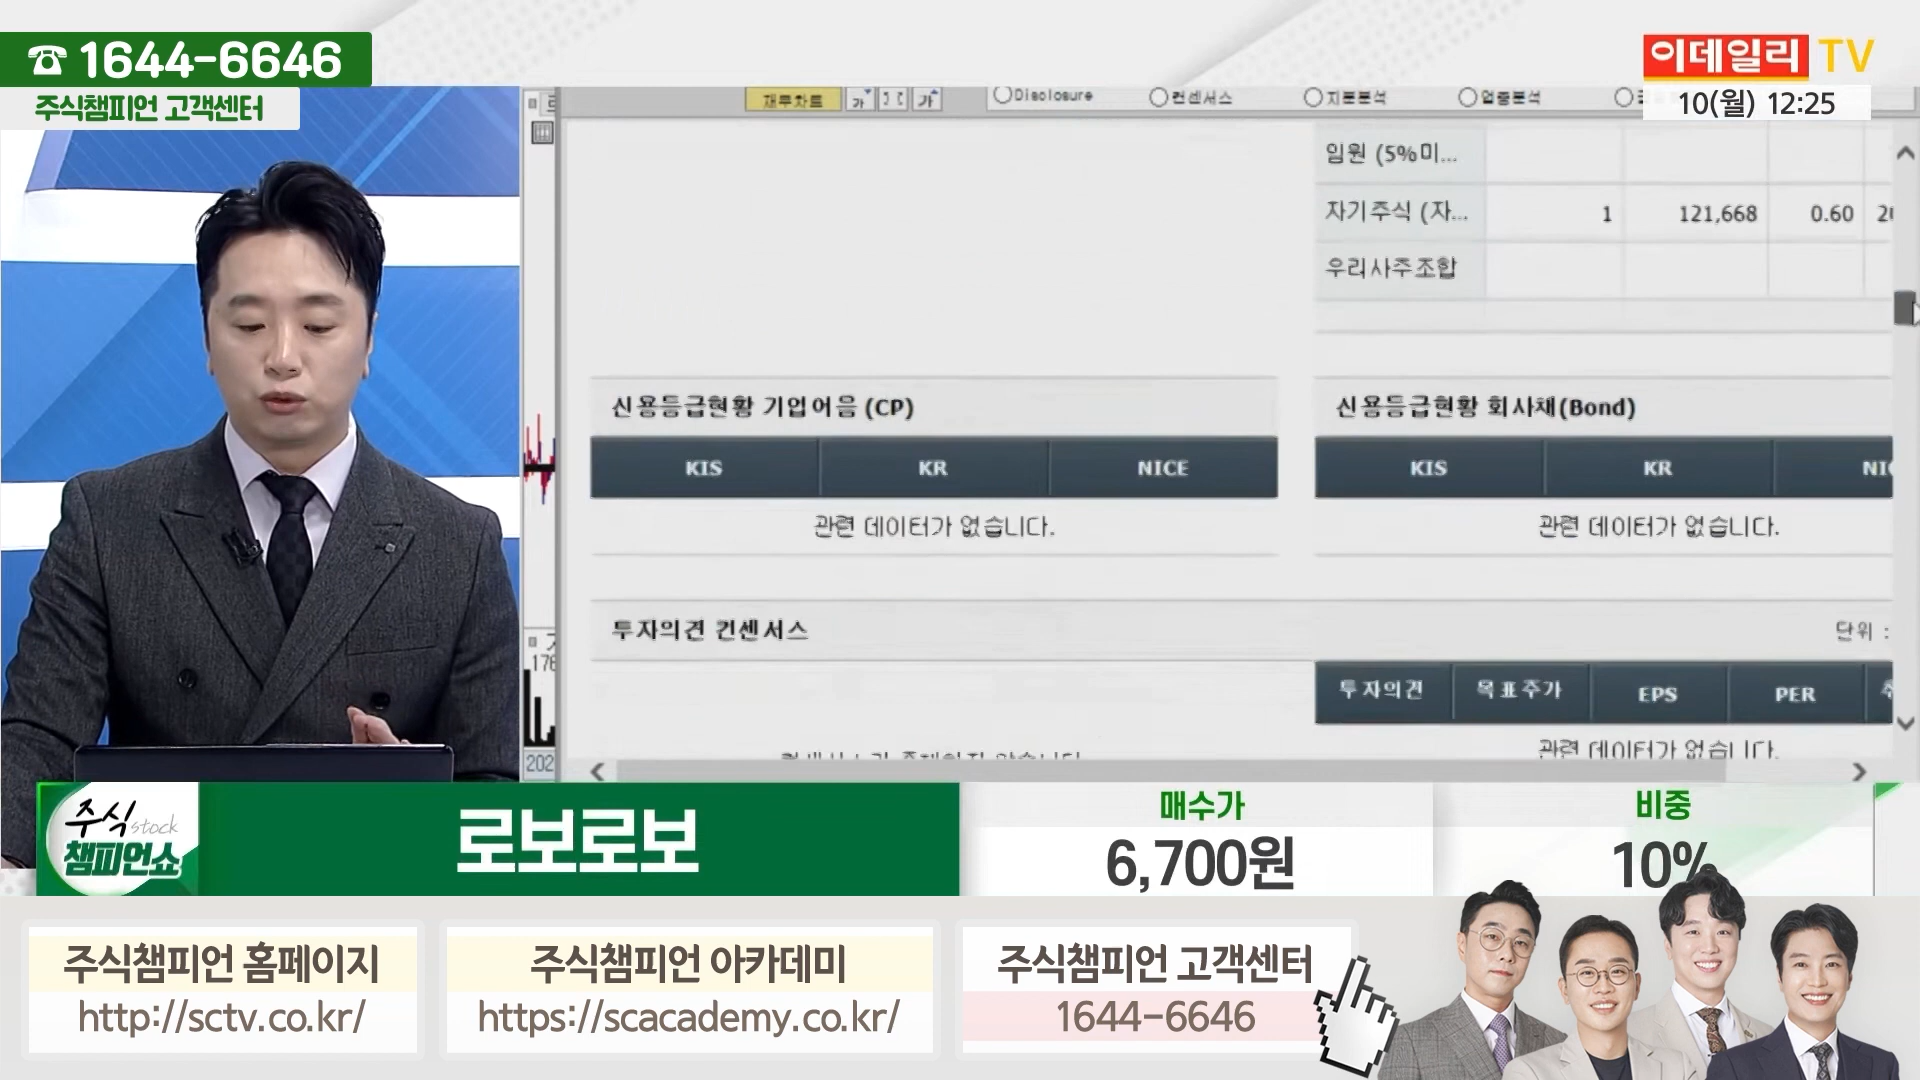 ☎ 1644-6646
주식챔피언 고객센터
이데일리 TV
10(월) 12:25
재무차트 가 가 Disclosure 컨센서스 지분분석 업종분석
임원 (5%미...
자기주식 (자... 1 121,668 0.60
우리사주조합
신용등급현황 기업어음 (CP)
KIS KR NICE
관련 데이터가 없습니다.
신용등급현황 회사채(Bond)
KIS KR
관련 데이터가 없습니다.
투자의견 컨센서스
단위 :
투자의견 목표주가 EPS PER
관련 데이터가 없습니다.
178
202
주식 stock
챔피언쇼
로보로보
매수가
6,700원
비중
10%
주식챔피언 홈페이지
http://sctv.co.kr/
주식챔피언 아카데미
https://scacademy.co.kr/
주식챔피언 고객센터
1644-6646